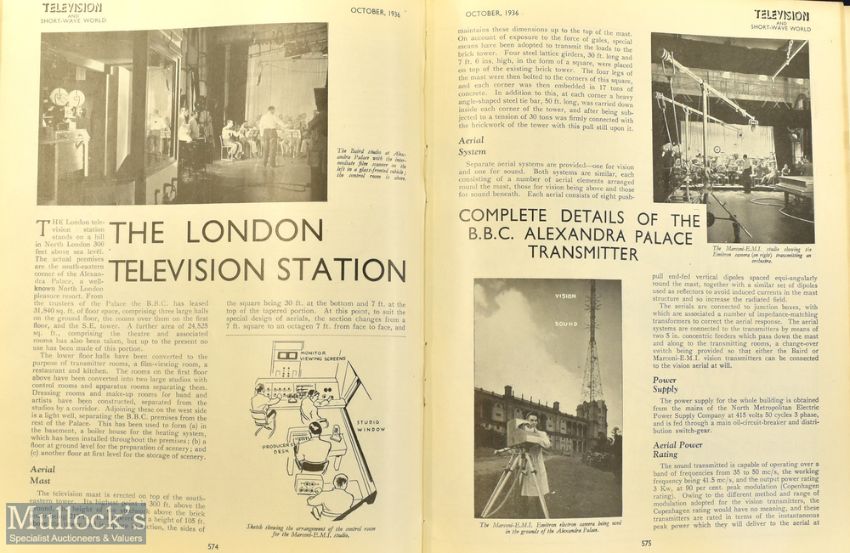 TELEVISION
AND
SHORT-WAVE WORLD
OCTOBER, 1936
The Baird studio at Alex-
andra Palace with the inter-
mediate film scanner on the
left in a glass-fronted cubicle;
the control room is above.
THE LONDON
TELEVISION STATION
THE London tele-
vision station
stands on a hill
in North London 300
feet above sea level.
The actual premises
are the south-eastern
corner of the Alexan-
dra Palace, a well-
known North London
pleasure resort. From
the trustees of the Palace the B.B.C. has leased
31,840 sq. ft. of floor space, comprising three large halls
on the ground floor, the rooms over them on the first
floor, and the S.E. tower. A further area of 24,525
sq. ft., comprising the theatre and associated
rooms has also been taken, but up to the present no
use has been made of this portion.
The lower floor halls have been converted to the
purpose of transmitter rooms, a film-viewing room, a
restaurant and kitchen. The rooms on the first floor
above have been converted into two large studios with
control rooms and apparatus rooms separating them.
Dressing rooms and make-up rooms for band and
artists have been constructed, separated from the
studios by a corridor. Adjoining these on the west side
is a light well, separating the B.B.C. premises from the
rest of the Palace. This has been used to form (a) in
the basement, a boiler house for the heating system,
which has been installed throughout the premises; (b) a
floor at ground level for the preparation of scenery; and
(c) another floor at first level for the storage of scenery.
Aerial
Mast
The television mast is erected on top of the south-
eastern tower. Its highest point is 300 ft. above the
ground, height of
above the brick
a height of 105 ft.
section, the sides of
the square being 30 ft. at the bottom and 7 ft. at the
top of the tapered portion. At this point, to suit the
special design of aerials, the section changes from a
7 ft. square to an octagon 7 ft. from face to face, and
MONITOR
VIEWING SCREENS
STUDIO
WINDOW
PRODUCER'S
DESK
Sketch showing the arrangement of the control room
for the Marconi-E.M.I. studio.
574
Mullock's
Specialist Auctioneers & Valuers
OCTOBER, 1936
TELEVISION
AND
SHORT-WAVE WORLD
maintains these dimensions up to the top of the mast.
On account of exposure to the force of gales, special
means have been adopted to transmit the loads to the
brick tower. Four steel lattice girders, 30 ft. long and
7 ft. 6 ins. high, in the form of a square, were placed
on top of the existing brick tower. The four legs of
the mast were then bolted to the corners of this square,
and each corner was then embedded in 17 tons of
concrete. In addition to this, at each corner a heavy
angle-shaped steel tie bar, 50 ft. long, was carried down
inside each corner of the tower, and after being sub-
jected to a tension of 30 tons was firmly connected with
the brickwork of the tower with this pull still upon it.
Aerial
System
Separate aerial systems are provided—one for vision
and one for sound. Both systems are similar, each
consisting of a number of aerial elements arranged
round the mast, those for vision being above and those
for sound beneath. Each aerial consists of eight push-
The Marconi-E.M.I. studio showing the
Emitron camera (on right) transmitting an
orchestra.
COMPLETE DETAILS OF THE
B.B.C. ALEXANDRA PALACE
TRANSMITTER
VISION
SOUND
The Marconi-E.M.I. Emitron electron camera being used
in the grounds of the Alexandra Palace.
pull end-fed vertical dipoles spaced equi-angularly
round the mast, together with a similar set of dipoles
used as reflectors to avoid induced currents in the mast
structure and so increase the radiated field.
The aerials are connected to junction boxes, with
which are associated a number of impedance-matching
transformers to correct the aerial response. The aerial
systems are connected to the transmitters by means of
two 5 in. concentric feeders which pass down the mast
and along to the transmitting rooms, a change-over
switch being provided so that either the Baird or
Marconi-E.M.I. vision transmitters can be connected
to the vision aerial at will.
Power
Supply
The power supply for the whole building is obtained
from the mains of the North Metropolitan Electric
Power Supply Company at 415 volts 50 cycles 3 phase,
and is fed through a main oil-circuit-breaker and distri-
bution switch-gear.
Aerial Power
Rating
The sound transmitted is capable of operating over a
band of frequencies from 35 to 50 mc/s, the working
frequency being 41.5 mc/s, and the output power rating
3 Kw. at 90 per cent. peak modulation (Copenhagen
rating). Owing to the different method and range of
modulation adopted for the vision transmitters, the
Copenhagen rating would have no meaning, and these
transmitters are rated in terms of the instantaneous
peak power which they will deliver to the aerial at
575